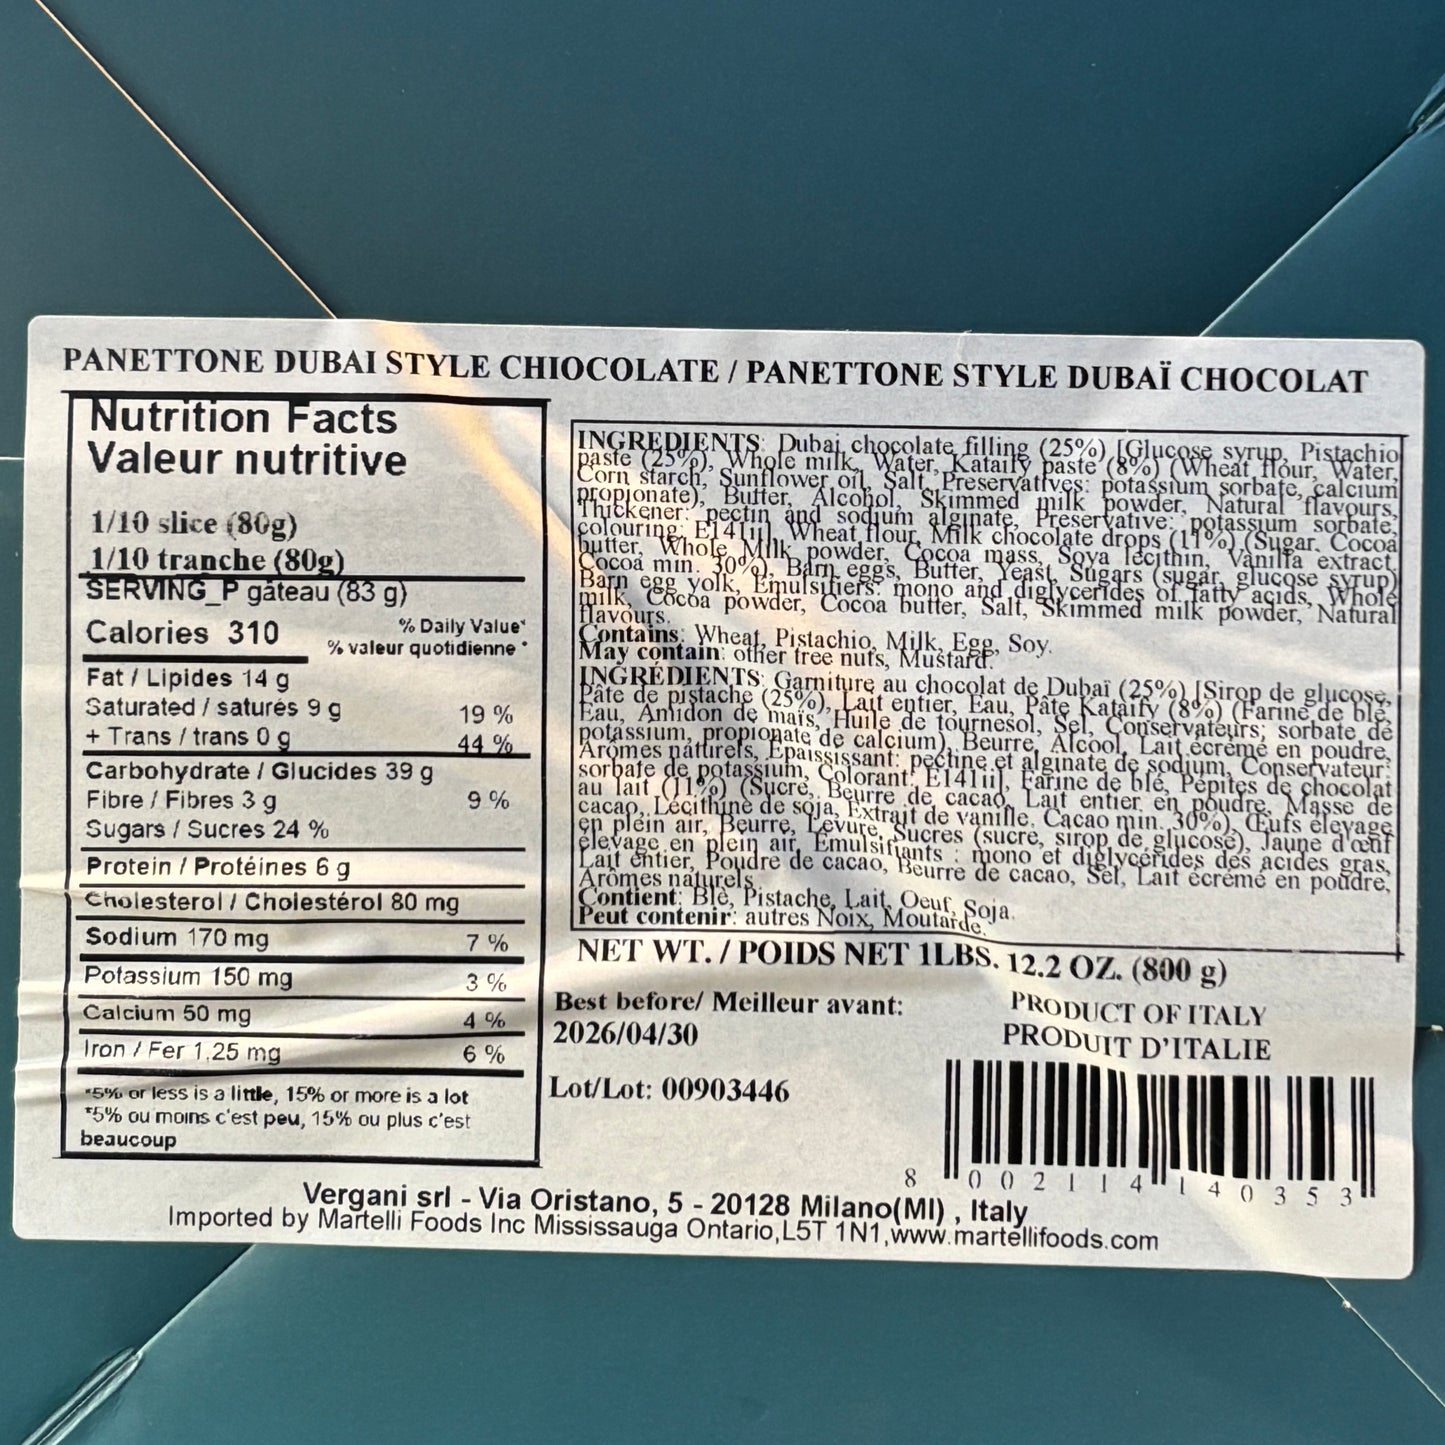 PANETTONE DUBAI STYLE CHIOCOLATE / PANETTONE STYLE DUBAÏ CHOCOLAT
Nutrition Facts
Valeur nutritive
1/10 slice (80g)
1/10 tranche (80g)
SERVING_P gâteau (83 g)
Calories 310
% Daily Value*
% valeur quotidienne *
Fat / Lipides 14 g
Saturated / saturés 9 g 19 %
+ Trans / trans 0 g 44 %
Carbohydrate / Glucides 39 g
Fibre / Fibres 3 g 9 %
Sugars / Sucres 24 %
Protein / Protéines 6 g
Cholesterol / Cholestérol 80 mg
Sodium 170 mg 7 %
Potassium 150 mg 3 %
Calcium 50 mg 4 %
Iron / Fer 1,25 mg 6 %
*5% or less is a little, 15% or more is a lot
*5% ou moins c'est peu, 15% ou plus c'est
beaucoup
INGREDIENTS: Dubai chocolate filling (25%) [Glucose syrup, Pistachio
paste (25%), Whole milk, Water, Kataify paste (8%) (Wheat flour, Water,
Corn starch, Sunflower oil, Salt, Preservatives: potassium sorbate, calcium
propionate), Butter, Alcohol, Skimmed milk powder, Natural flavours,
Thickener: pectin and sodium alginate, Preservative: potassium sorbate,
colouring: E141ii], Wheat flour, Milk chocolate drops (11%) (Sugar, Cocoa
butter, Whole Milk powder, Cocoa mass, Soya lecithin, Vanilla extract,
Cocoa min. 30%), Barn eggs, Butter, Yeast, Sugars (sugar, glucose syrup)
Barn egg yolk, Emulsifiers: mono and diglycerides of fatty acids, Whole
milk, Cocoa powder, Cocoa butter, Salt, Skimmed milk powder, Natural
flavours.
Contains: Wheat, Pistachio, Milk, Egg, Soy.
May contain: other tree nuts, Mustard.
INGRÉDIENTS: Garniture au chocolat de Dubaï (25%) [Sirop de glucose,
Pâte de pistache (25%), Lait entier, Eau, Pâte Kataify (8%) (Farine de blé,
Eau, Amidon de maïs, Huile de tournesol, Sel, Conservateurs: sorbate de
potassium, propionate de calcium), Beurre, Alcool, Lait écrémé en poudre,
Arômes naturels, Épaississant: pectine et alginate de sodium, Conservateur:
sorbate de potassium, Colorant: E141ii], Farine de blé, Pépites de chocolat
au lait (11%) (Sucre, Beurre de cacao, Lait entier en poudre, Masse de
cacao, Lécithine de soja, Extrait de vanille, Cacao min. 30%), Œufs élevage
en plein air, Beurre, Levure, Sucres (sucre, sirop de glucose), Jaune d'œuf
élevage en plein air, Émulsifiants : mono et diglycérides des acides gras,
Lait entier, Poudre de cacao, Beurre de cacao, Sel, Lait écrémé en poudre,
Arômes naturels
Contient: Blé, Pistache, Lait, Oeuf, Soja.
Peut contenir: autres Noix, Moutarde.
NET WT. / POIDS NET 1LBS. 12.2 OZ. (800 g)
Best before/ Meilleur avant:
2026/04/30
Lot/Lot: 00903446
PRODUCT OF ITALY
PRODUIT D'ITALIE
8 002114 140353
Vergani srl - Via Oristano, 5 - 20128 Milano(MI) , Italy
Imported by Martelli Foods Inc Mississauga Ontario,L5T 1N1,www.martellifoods.com